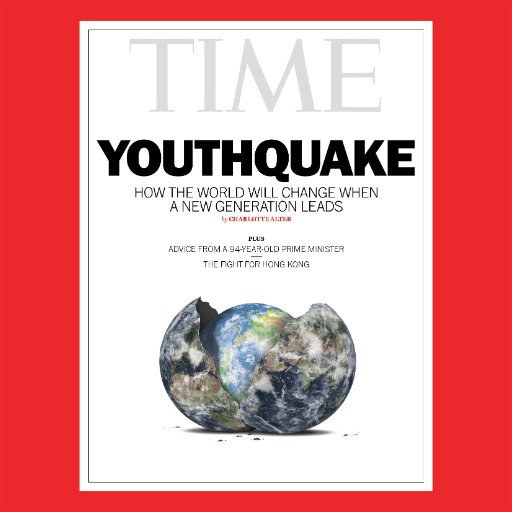 TIME
YOUTHQUAKE
HOW THE WORLD WILL CHANGE WHEN
A NEW GENERATION LEADS
by CHARLOTTE ALTER
PLUS
ADVICE FROM A 94-YEAR-OLD PRIME MINISTER
THE FIGHT FOR HONG KONG